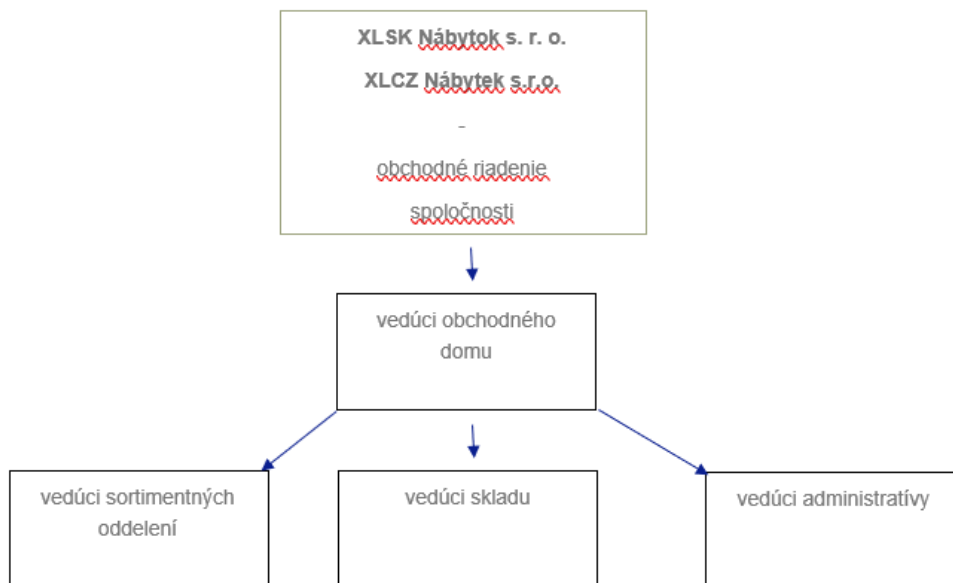 XLSK Nábytok s. r. o.
XLCZ Nábytek s.r.o.
-
obchodné riadenie
spoločnosti
vedúci obchodného
domu
vedúci sortimentných
oddelení
vedúci skladu
vedúci administratívy